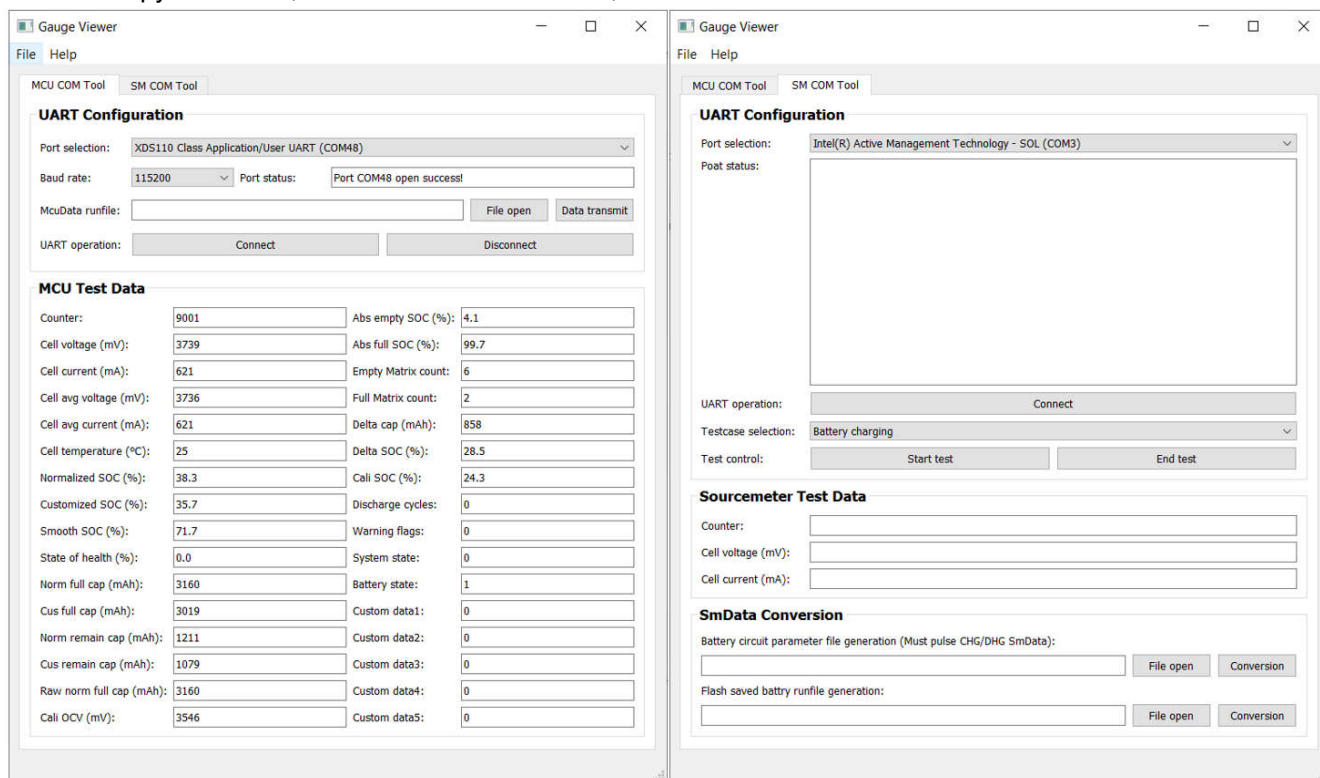 Gauge Viewer
File Help
MCU COM Tool SM COM Tool
UART Configuration
Port selection: XDS110 Class Application/User UART (COM48)
Baud rate: 115200 Port status: Port COM48 open success!
McuData runfile: File open Data transmit
UART operation: Connect Disconnect
MCU Test Data
Counter: 9001 Abs empty SOC (%): 4.1
Cell voltage (mV): 3739 Abs full SOC (%): 99.7
Cell current (mA): 621 Empty Matrix count: 6
Cell avg voltage (mV): 3736 Full Matrix count: 2
Cell avg current (mA): 621 Delta cap (mAh): 858
Cell temperature (ºC): 25 Delta SOC (%): 28.5
Normalized SOC (%): 38.3 Cali SOC (%): 24.3
Customized SOC (%): 35.7 Discharge cycles: 0
Smooth SOC (%): 71.7 Warning flags: 0
State of health (%): 0.0 System state: 0
Norm full cap (mAh): 3160 Battery state: 1
Cus full cap (mAh): 3019 Custom data1: 0
Norm remain cap (mAh): 1211 Custom data2: 0
Cus remain cap (mAh): 1079 Custom data3: 0
Raw norm full cap (mAh): 3160 Custom data4: 0
Cali OCV (mV): 3546 Custom data5: 0
Gauge Viewer
File Help
MCU COM Tool SM COM Tool
UART Configuration
Port selection: Intel(R) Active Management Technology - SOL (COM3)
Poat status:
UART operation: Connect
Testcase selection: Battery charging
Test control: Start test End test
Sourcemeter Test Data
Counter:
Cell voltage (mV):
Cell current (mA):
SmData Conversion
Battery circuit parameter file generation (Must pulse CHG/DHG SmData):
File open Conversion
Flash saved battry runfile generation:
File open Conversion